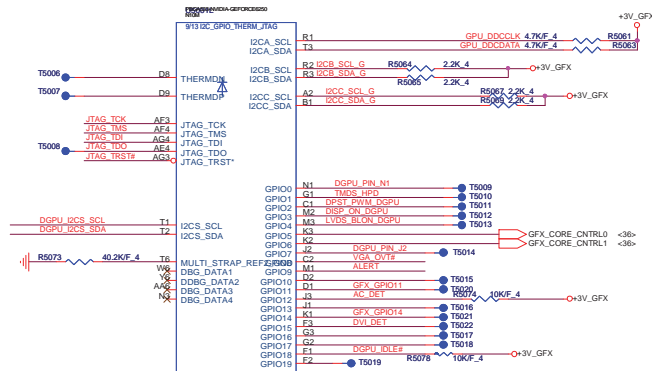 9/13 I2C_GPIO_THERM_JTAG
+3V_GFX
I2CA_SCL R1 GPU_DDCCLK 4.7K/F_4 R5061
I2CA_SDA T3 GPU_DDCDATA 4.7K/F_4 R5063
I2CB_SCL R2 I2CB_SCL_G R5064 2.2K_4 +3V_GFX
I2CB_SDA R3 I2CB_SDA_G R5065 2.2K_4
T5006 D8 THERMDN
T5007 D9 THERMDP
I2CC_SCL A2 I2CC_SCL_G R5067 2.2K_4 +3V_GFX
I2CC_SDA B1 I2CC_SDA_G R5069 2.2K_4
JTAG_TCK AF3 JTAG_TCK
JTAG_TMS AF4 JTAG_TMS
JTAG_TDI AG4 JTAG_TDI
T5008 JTAG_TDO AE4 JTAG_TDO
JTAG_TRST# AG3 JTAG_TRST*
GPIO0 N1 DGPU_PIN_N1 T5009
GPIO1 G1 TMDS_HPD T5010
GPIO2 C1 DPST_PWM_DGPU T5011
GPIO3 M2 DISP_ON_DGPU T5012
GPIO4 M3 LVDS_BLON_DGPU T5013
DGPU_I2CS_SCL T1 I2CS_SCL
DGPU_I2CS_SDA T2 I2CS_SDA
GPIO5 K3 GFX_CORE_CNTRL0 <36>
GPIO6 K2 GFX_CORE_CNTRL1 <36>
GPIO7 J2 DGPU_PIN_J2 T5014
R5073 40.2K/F_4 T6 MULTI_STRAP_REF2_GND
C2 VGA_OVT#
GPIO9 M1 ALERT
W6 DBG_DATA1
Y6 DDBG_DATA2
AA6 DBG_DATA3
N3 DBG_DATA4
GPIO10 D2 T5015
GPIO11 D1 GFX_GPIO11 T5020
GPIO12 J3 AC_DET R5074 10K/F_4 +3V_GFX
GPIO13 J1 T5016
GPIO14 K1 GFX_GPIO14 T5021
GPIO15 F3 DVI_DET T5022
GPIO16 G3 T5017
GPIO17 G2 T5018
GPIO18 F1 DGPU_IDLE# R5078 10K/F_4 +3V_GFX
GPIO19 F2 T5019